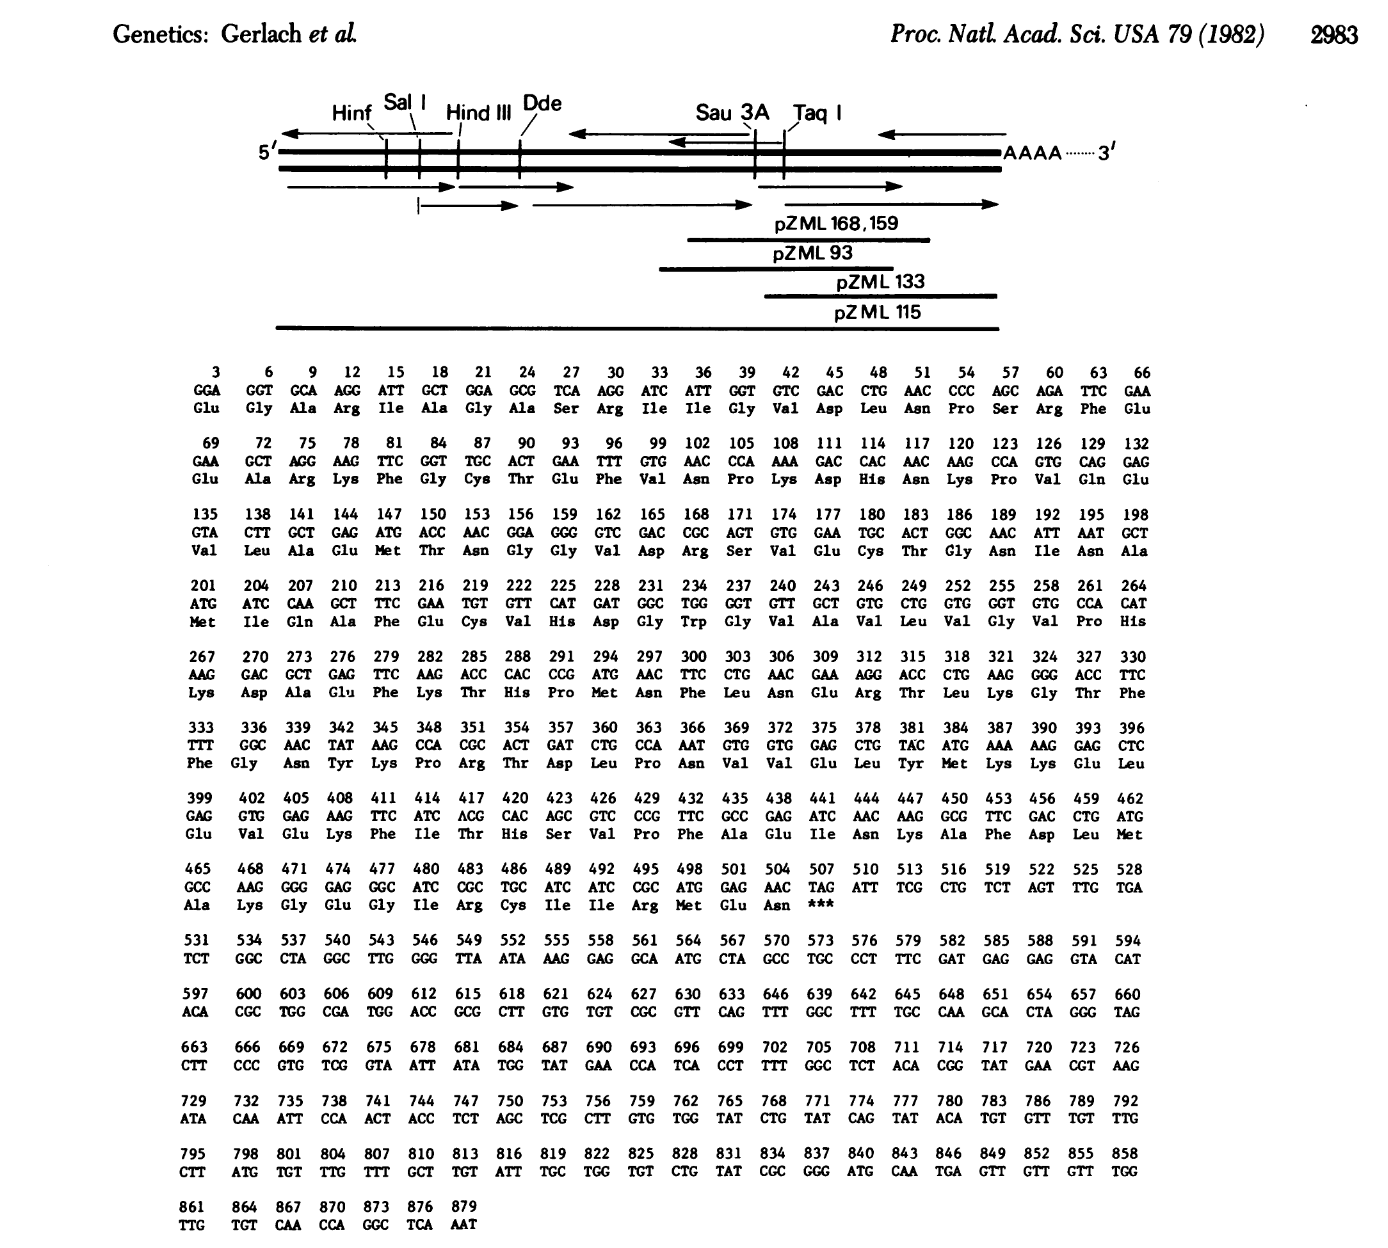 Genetics: Gerlach et al.
Proc. Natl. Acad. Sci. USA 79 (1982) 2983
Hinf Sal I Hind III Dde Sau 3A Taq I
5' AAAA........ 3'
pZML 168,159
pZML 93
pZML 133
pZML 115
3 6 9 12 15 18 21 24 27 30 33 36 39 42 45 48 51 54 57 60 63 66
GGA GGT GCA AGG ATT GCT GGA GCG TCA AGG ATC ATT GGT GTC GAC CTG AAC CCC AGC AGA TTC GAA
Glu Gly Ala Arg Ile Ala Gly Ala Ser Arg Ile Ile Gly Val Asp Leu Asn Pro Ser Arg Phe Glu
69 72 75 78 81 84 87 90 93 96 99 102 105 108 111 114 117 120 123 126 129 132
GAA GCT AGG AAG TTC GGT TGC ACT GAA TTT GTG AAC CCA AAA GAC CAC AAC AAG CCA GTG CAG GAG
Glu Ala Arg Lys Phe Gly Cys Thr Glu Phe Val Asn Pro Lys Asp His Asn Lys Pro Val Gln Glu
135 138 141 144 147 150 153 156 159 162 165 168 171 174 177 180 183 186 189 192 195 198
GTA CTT GCT GAG ATG ACC AAC GGA GGG GTC GAC CGC AGT GTG GAA TGC ACT GGC AAC ATT AAT GCT
Val Leu Ala Glu Met Thr Asn Gly Gly Val Asp Arg Ser Val Glu Cys Thr Gly Asn Ile Asn Ala
201 204 207 210 213 216 219 222 225 228 231 234 237 240 243 246 249 252 255 258 261 264
ATG ATC CAA GCT TTC GAA TGT GTT CAT GAT GGC TGG GGT GTT GCT GTG CTG GTG GGT GTG CCA CAT
Met Ile Gln Ala Phe Glu Cys Val His Asp Gly Trp Gly Val Ala Val Leu Val Gly Val Pro His
267 270 273 276 279 282 285 288 291 294 297 300 303 306 309 312 315 318 321 324 327 330
AAG GAC GCT GAG TTC AAG ACC CAC CCG ATG AAC TTC CTG AAC GAA AGG ACC CTG AAG GGG ACC TTC
Lys Asp Ala Glu Phe Lys Thr His Pro Met Asn Phe Leu Asn Glu Arg Thr Leu Lys Gly Thr Phe
333 336 339 342 345 348 351 354 357 360 363 366 369 372 375 378 381 384 387 390 393 396
TTT GGC AAC TAT AAG CCA CGC ACT GAT CTG CCA AAT GTG GTG GAG CTG TAC ATG AAA AAG GAG CTC
Phe Gly Asn Tyr Lys Pro Arg Thr Asp Leu Pro Asn Val Val Glu Leu Tyr Met Lys Lys Glu Leu
399 402 405 408 411 414 417 420 423 426 429 432 435 438 441 444 447 450 453 456 459 462
GAG GTG GAG AAG TTC ATC ACG CAC AGC GTC CCG TTC GCC GAG ATC AAC AAG GCG TTC GAC CTG ATG
Glu Val Glu Lys Phe Ile Thr His Ser Val Pro Phe Ala Glu Ile Asn Lys Ala Phe Asp Leu Met
465 468 471 474 477 480 483 486 489 492 495 498 501 504 507 510 513 516 519 522 525 528
GCC AAG GGG GAG GGC ATC CGC TGC ATC ATC CGC ATG GAG AAC TAG ATT TCG CTG TCT AGT TTG TGA
Ala Lys Gly Glu Gly Ile Arg Cys Ile Ile Arg Met Glu Asn ***
531 534 537 540 543 546 549 552 555 558 561 564 567 570 573 576 579 582 585 588 591 594
TCT GGC CTA GGC TTG GGG TTA ATA AAG GAG GCA ATG CTA GCC TGC CCT TTC GAT GAG GAG GTA CAT
597 600 603 606 609 612 615 618 621 624 627 630 633 646 639 642 645 648 651 654 657 660
ACA CGC TGG CGA TGG ACC GCG CTT GTG TGT CGC GTT CAG TTT GGC TTT TGC CAA GCA CTA GGG TAG
663 666 669 672 675 678 681 684 687 690 693 696 699 702 705 708 711 714 717 720 723 726
CTT CCC GTG TCG GTA ATT ATA TGG TAT GAA CCA TCA CCT TTT GGC TCT ACA CGG TAT GAA CGT AAG
729 732 735 738 741 744 747 750 753 756 759 762 765 768 771 774 777 780 783 786 789 792
ATA CAA ATT CCA ACT ACC TCT AGC TCG CTT GTG TGG TAT CTG TAT CAG TAT ACA TGT GTT TGT TTG
795 798 801 804 807 810 813 816 819 822 825 828 831 834 837 840 843 846 849 852 855 858
CTT ATG TGT TTG TTT GCT TGT ATT TGC TGG TGT CTG TAT CGC GGG ATG CAA TGA GTT GTT GTT TGG
861 864 867 870 873 876 879
TTG TGT CAA CCA GGC TCA AAT